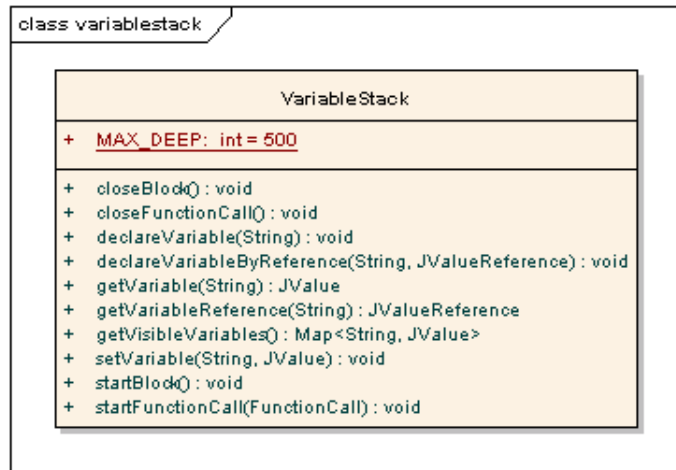 class variablestack
VariableStack
+ MAX_DEEP: int = 500
+ closeBlock() : void
+ closeFunctionCall() : void
+ declareVariable(String) : void
+ declareVariableByReference(String, JValueReference) : void
+ getVariable(String) : JValue
+ getVariableReference(String) : JValueReference
+ getVisibleVariables() : Map<String, JValue>
+ setVariable(String, JValue) : void
+ startBlock() : void
+ startFunctionCall(FunctionCall) : void